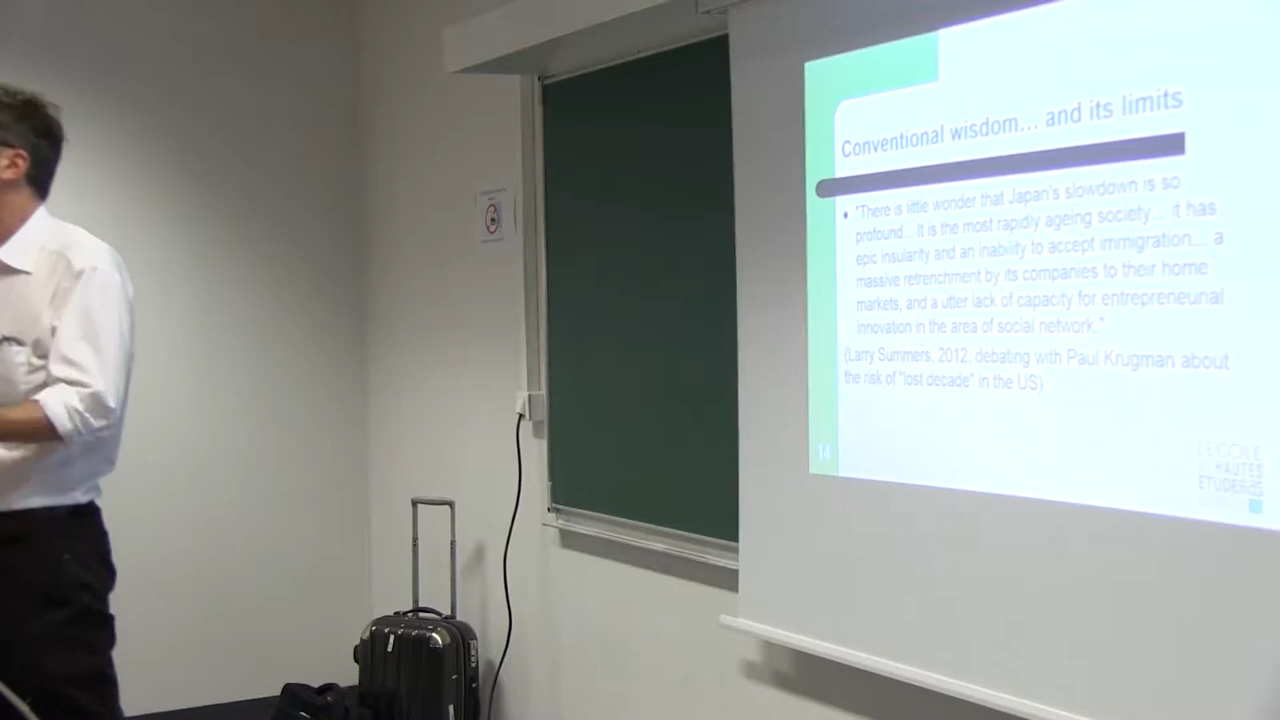 Conventional wisdom... and its limits
• "There is little wonder that Japan's slowdown is so
profound... It is the most rapidly ageing society... it has
epic insularity and an inability to accept immigration... a
massive retrenchment by its companies to their home
markets, and a utter lack of capacity for entrepreneurial
innovation in the area of social network."
(Larry Summers, 2012, debating with Paul Krugman about
the risk of "lost decade" in the US)
14
L'ECOLE
HAUTES
ETUDES